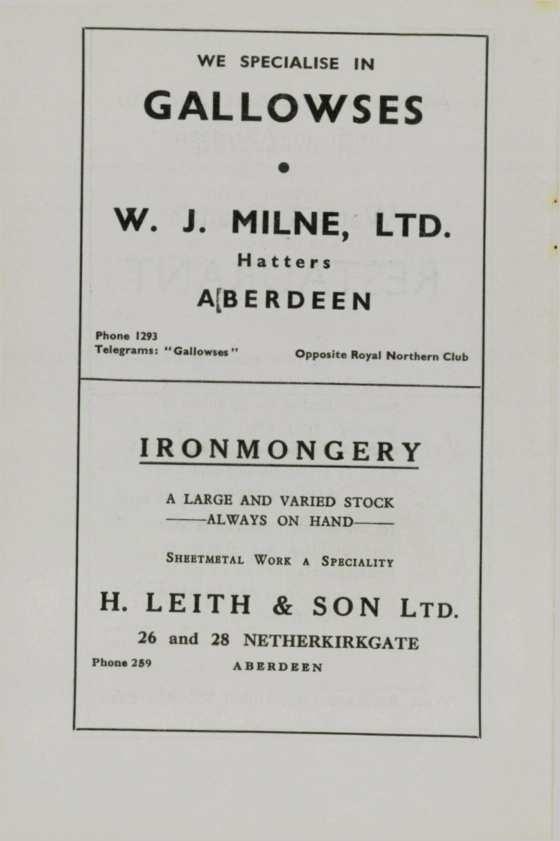 WE SPECIALISE IN
GALLOWSES
W. J. MILNE, LTD.
Hatters
ABERDEEN
Phone 1293
Telegrams: "Gallowses"
Opposite Royal Northern Club
IRONMONGERY
A LARGE AND VARIED STOCK
——ALWAYS ON HAND——
SHEETMETAL WORK A SPECIALITY
H. LEITH & SON LTD.
26 and 28 NETHERKIRKGATE
Phone 259
ABERDEEN